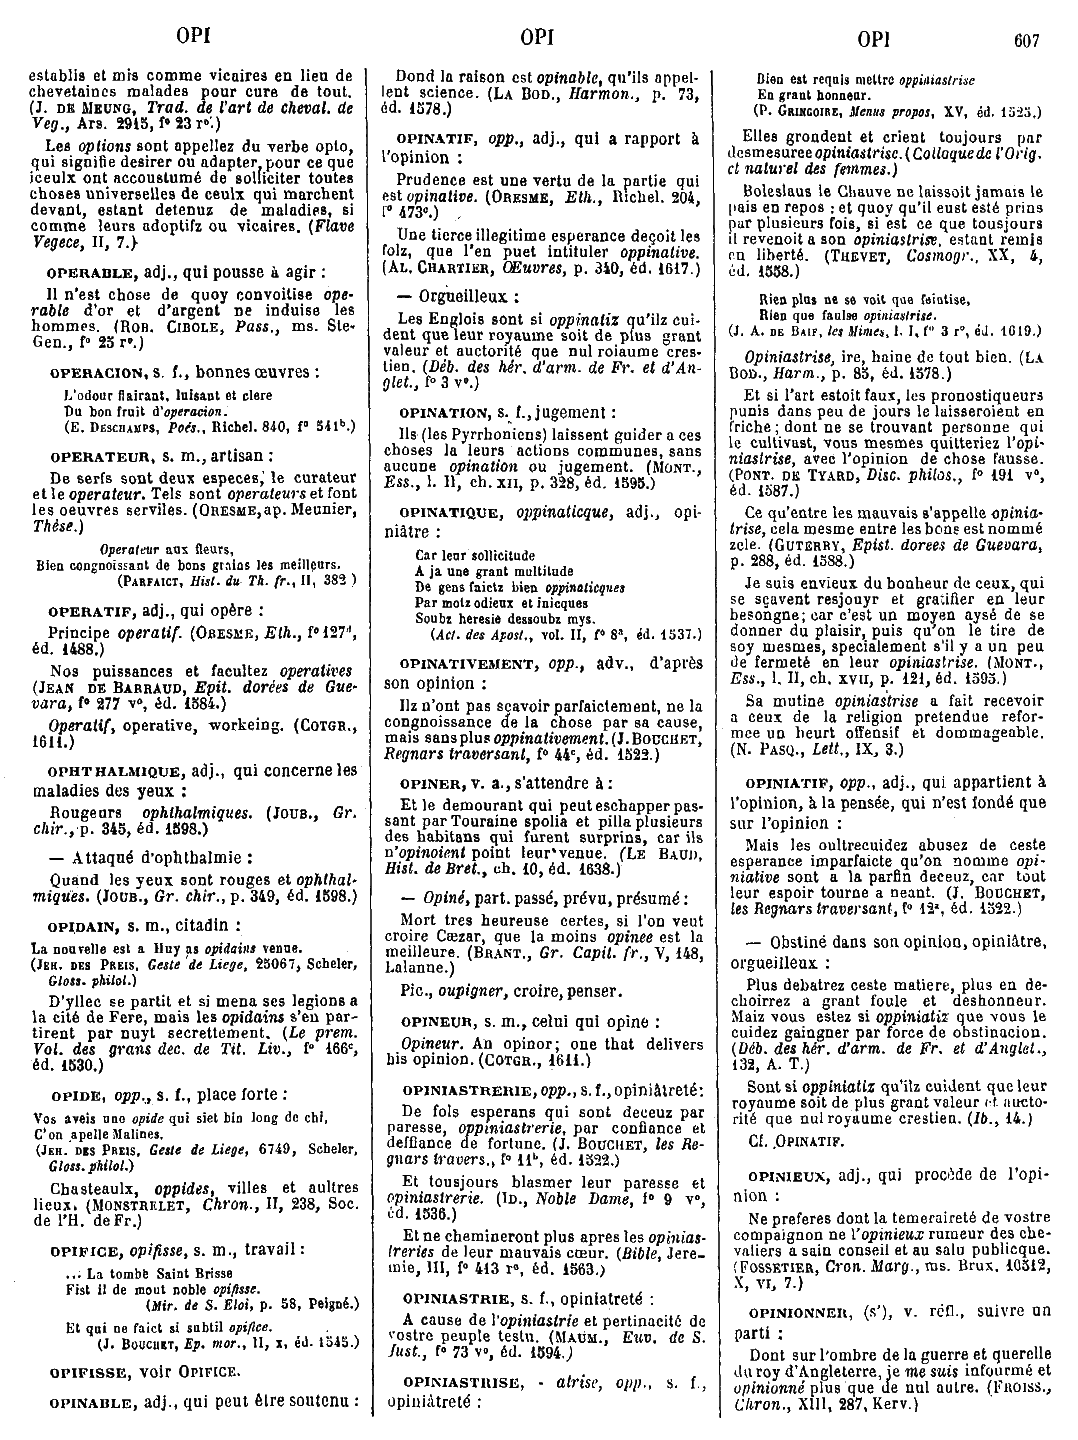 OPI
OPI
OPI
607
establis et mis comme vicaires en lieu de
chevetaines malades pour cure de tout.
(J. DE MEUNG, Trad. de l'art de cheval. de
Veg., Ars. 2915, f° 23 r°.)
Les options sont appellez du verbe opto,
qui signifie desirer ou adapter, pour ce que
iceulx ont accoustumé de solliciter toutes
choses universelles de ceulx qui marchent
devant, estant detenuz de maladies, si
comme leurs adoptifz ou vicaires. (Flave
Vegece, II, 7.)
OPERABLE, adj., qui pousse à agir :
Il n'est chose de quoy convoitise ope-
rable d'or et d'argent ne induise les
hommes. (ROB. CIBOLE, Pass., ms. Ste-
Gen., f° 25 r°.)
OPERACION, s. f., bonnes œuvres :
L'odour flairant, luisant et clere
Du bon fruit d'operacion.
(E. DESCHAMPS, Poés., Richel. 840, f° 541ᵇ.)
OPERATEUR, s. m., artisan :
De serfs sont deux especes, le curateur
et le operateur. Tels sont operateurs et font
les oeuvres serviles. (ORESME, ap. Meunier,
Thèse.)
Operateur aux fleurs,
Bien congnoissant de bons grains les meilleurs.
(PARFAICT, Hist. du Th. fr., II, 382)
OPERATIF, adj., qui opère :
Principe operatif. (ORESME, Eth., f° 127ᵈ,
éd. 1488.)
Nos puissances et facultez operatives
(JEAN DE BARRAUD, Epit. dorées de Gue-
vara, f° 277 v°, éd. 1584.)
Operatif, operative, workeing. (COTGR.,
1611.)
OPHTHALMIQUE, adj., qui concerne les
maladies des yeux :
Rougeurs ophthalmiques. (JOUB., Gr.
chir., p. 345, éd. 1598.)
— Attaqué d'ophthalmie :
Quand les yeux sont rouges et ophthal-
miques. (JOUB., Gr. chir., p. 349, éd. 1598.)
OPIDAIN, s. m., citadin :
La nouvelle est a Huy as opidains venue.
(JEH. DES PREIS, Geste de Liege, 25067, Scheler,
Gloss. philol.)
D'yllec se partit et si mena ses legions a
la cité de Fere, mais les opidains s'en par-
tirent par nuyt secrettement. (Le prem.
Vol. des grans dec. de Tit. Liv., f° 166ᶜ,
éd. 1530.)
OPIDE, opp., s. f., place forte :
Vos aveis une opide qui siet bin long de chi,
C'on apelle Malines.
(JEH. DES PREIS, Geste de Liege, 6749, Scheler,
Gloss. philol.)
Chasteaulx, oppides, villes et aultres
lieux. (MONSTRELET, Chron., II, 238, Soc.
de l'H. de Fr.)
OPIFICE, opifisse, s. m., travail :
... La tombe Saint Brisse
Fist il de mout noble opifisse.
(Mir. de S. Eloi, p. 58, Peigné.)
Et qui ne faict si subtil opifice.
(J. BOUCHET, Ep. mor., II, x, éd. 1545.)
OPIFISSE, voir OPIFICE.
OPINABLE, adj., qui peut être soutenu :
Dond la raison est opinable, qu'ils appel-
lent science. (LA BOD., Harmon., p. 73,
éd. 1578.)
OPINATIF, opp., adj., qui a rapport à
l'opinion :
Prudence est une vertu de la partie qui
est opinative. (ORESME, Eth., Richel. 204,
f° 473ᶜ.)
Une tierce illegitime esperance deçoit les
folz, que l'en puet intituler oppinative.
(AL. CHARTIER, Œuvres, p. 340, éd. 1617.)
— Orgueilleux :
Les Englois sont si oppinatiz qu'ilz cui-
dent que leur royaume soit de plus grant
valeur et auctorité que nul roiaume cres-
tien. (Déb. des hér. d'arm. de Fr. et d'An-
glet., f° 3 v°.)
OPINATION, s. f., jugement :
Ils (les Pyrrhoniens) laissent guider a ces
choses la leurs actions communes, sans
aucune opination ou jugement. (MONT.,
Ess., l. II, ch. XII, p. 328, éd. 1595.)
OPINATIQUE, oppinaticque, adj., opi-
niâtre :
Car leur sollicitude
A ja une grant multitude
De gens faictz bien oppinaticques
Par motz odieux et inicques
Soubz heresie dessoubz mys.
(Act. des Apost., vol. II, f° 8ᵃ, éd. 1537.)
OPINATIVEMENT, opp., adv., d'après
son opinion :
Ilz n'ont pas sçavoir parfaictement, ne la
congnoissance de la chose par sa cause,
mais sans plus oppinativement. (J. BOUCHET,
Regnars traversant, f° 44ᶜ, éd. 1522.)
OPINER, v. a., s'attendre à :
Et le demourant qui peut eschapper pas-
sant par Touraine spolia et pilla plusieurs
des habitans qui furent surprins, car ils
n'opinoient point leur venue. (LE BAUD,
Hist. de Bret., ch. 10, éd. 1638.)
— Opiné, part. passé, prévu, présumé :
Mort tres heureuse certes, si l'on veut
croire Cæzar, que la moins opinee est la
meilleure. (BRANT., Gr. Capit. fr., V, 148,
Lalanne.)
Pic., oupigner, croire, penser.
OPINEUR, s. m., celui qui opine :
Opineur. An opinor; one that delivers
his opinion. (COTGR., 1611.)
OPINIASTRERIE, opp., s. f., opiniâtreté:
De fols esperans qui sont deceuz par
paresse, oppiniastrerie, par confiance et
deffiance de fortune. (J. BOUCHET, les Re-
gnars travers., f° 11ᵇ, éd. 1522.)
Et tousjours blasmer leur paresse et
opiniastrerie. (ID., Noble Dame, f° 9 v°,
éd. 1536.)
Et ne chemineront plus apres les opinias-
treries de leur mauvais cœur. (Bible, Jere-
mie, III, f° 413 r°, éd. 1563.)
OPINIASTRIE, s. f., opiniatreté :
A cause de l'opiniastrie et pertinacité de
vostre peuple testu. (MAUM., Euv. de S.
Just., f° 73 v°, éd. 1594.)
OPINIASTRISE, - atrise, opp., s. f.,
opiniâtreté :
Bien est requis mettre oppiniastrise
En grant honneur.
(P. GRINGOIRE, Menus propos, XV, éd. 1525.)
Elles grondent et crient toujours par
desmesuree opiniastrise. (Colloque de l'Orig.
et naturel des femmes.)
Boleslaus le Chauve ne laissoit jamais le
pais en repos : et quoy qu'il eust esté prins
par plusieurs fois, si est ce que tousjours
il revenoit a son opiniastrise, estant remis
en liberté. (THEVET, Cosmogr., XX, 4,
éd. 1558.)
Rien plus ne se voit que feintise,
Rien que faulse opiniastrise.
(J. A. DE BAIF, les Mimes, l. I, f° 3 r°, éd. 1619.)
Opiniastrise, ire, haine de tout bien. (LA
BOD., Harm., p. 85, éd. 1578.)
Et si l'art estoit faux, les pronostiqueurs
punis dans peu de jours le laisseroient en
friche ; dont ne se trouvant personne qui
le cultivast, vous mesmes quitteriez l'opi-
niastrise, avec l'opinion de chose fausse.
(PONT. DE TYARD, Disc. philos., f° 191 v°,
éd. 1587.)
Ce qu'entre les mauvais s'appelle opinia-
trise, cela mesme entre les bons est nommé
zele. (GUTERRY, Epist. dorees de Guevara,
p. 288, éd. 1588.)
Je suis envieux du bonheur de ceux, qui
se sçavent resjouyr et gratifier en leur
besongne; car c'est un moyen aysé de se
donner du plaisir, puis qu'on le tire de
soy mesmes, specialement s'il y a un peu
de fermeté en leur opiniastrise. (MONT.,
Ess., l. II, ch. XVII, p. 121, éd. 1595.)
Sa mutine opiniastrise a fait recevoir
a ceux de la religion pretendue refor-
mee un heurt offensif et dommageable.
(N. PASQ., Lett., IX, 3.)
OPINIATIF, opp., adj., qui appartient à
l'opinion, à la pensée, qui n'est fondé que
sur l'opinion :
Mais les oultrecuidez abusez de ceste
esperance imparfaicte qu'on nomme opi-
niative sont a la parfin deceuz, car tout
leur espoir tourne a neant. (J. BOUCHET,
les Regnars traversant, f° 12ᵃ, éd. 1522.)
— Obstiné dans son opinion, opiniâtre,
orgueilleux :
Plus debatrez ceste matiere, plus en de-
choirrez a grant foule et deshonneur.
Maiz vous estez si oppiniatiz que vous le
cuidez gaingner par force de obstinacion.
(Déb. des hér. d'arm. de Fr. et d'Anglet.,
132, A. T.)
Sont si oppiniatiz qu'ilz cuident que leur
royaume soit de plus grant valeur et aucto-
rité que nul royaume crestien. (Ib., 14.)
Cf. OPINATIF.
OPINIEUX, adj., qui procède de l'opi-
nion :
Ne preferes dont la temeraireté de vostre
compaignon ne l'opinieux rumeur des che-
valiers a sain conseil et au salu publicque.
(FOSSETIER, Cron. Marg., ms. Brux. 10512,
X, VI, 7.)
OPINIONNER, (s'), v. réfl., suivre un
parti :
Dont sur l'ombre de la guerre et querelle
du roy d'Angleterre, je me suis infourmé et
opinionné plus que de nul autre. (FROISS.,
Chron., XIII, 287, Kerv.)